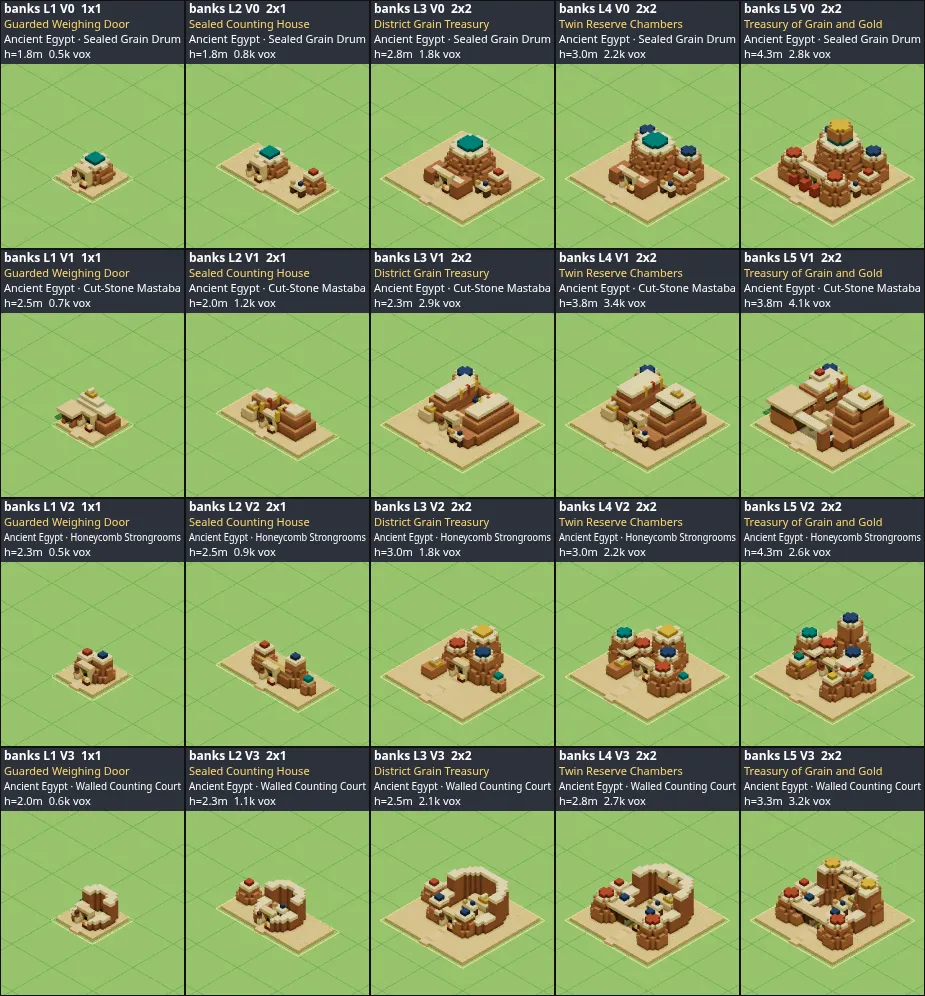 banks L1 V0 1x1
Guarded Weighing Door
Ancient Egypt · Sealed Grain Drum
h=1.8m 0.5k vox
banks L2 V0 2x1
Sealed Counting House
Ancient Egypt · Sealed Grain Drum
h=1.8m 0.8k vox
banks L3 V0 2x2
District Grain Treasury
Ancient Egypt · Sealed Grain Drum
h=2.8m 1.8k vox
banks L4 V0 2x2
Twin Reserve Chambers
Ancient Egypt · Sealed Grain Drum
h=3.0m 2.2k vox
banks L5 V0 2x2
Treasury of Grain and Gold
Ancient Egypt · Sealed Grain Drum
h=4.3m 2.8k vox
banks L1 V1 1x1
Guarded Weighing Door
Ancient Egypt · Cut-Stone Mastaba
h=2.5m 0.7k vox
banks L2 V1 2x1
Sealed Counting House
Ancient Egypt · Cut-Stone Mastaba
h=2.0m 1.2k vox
banks L3 V1 2x2
District Grain Treasury
Ancient Egypt · Cut-Stone Mastaba
h=2.3m 2.9k vox
banks L4 V1 2x2
Twin Reserve Chambers
Ancient Egypt · Cut-Stone Mastaba
h=3.8m 3.4k vox
banks L5 V1 2x2
Treasury of Grain and Gold
Ancient Egypt · Cut-Stone Mastaba
h=3.8m 4.1k vox
banks L1 V2 1x1
Guarded Weighing Door
Ancient Egypt · Honeycomb Strongrooms
h=2.3m 0.5k vox
banks L2 V2 2x1
Sealed Counting House
Ancient Egypt · Honeycomb Strongrooms
h=2.5m 0.9k vox
banks L3 V2 2x2
District Grain Treasury
Ancient Egypt · Honeycomb Strongrooms
h=3.0m 1.8k vox
banks L4 V2 2x2
Twin Reserve Chambers
Ancient Egypt · Honeycomb Strongrooms
h=3.0m 2.2k vox
banks L5 V2 2x2
Treasury of Grain and Gold
Ancient Egypt · Honeycomb Strongrooms
h=4.3m 2.6k vox
banks L1 V3 1x1
Guarded Weighing Door
Ancient Egypt · Walled Counting Court
h=2.0m 0.6k vox
banks L2 V3 2x1
Sealed Counting House
Ancient Egypt · Walled Counting Court
h=2.3m 1.1k vox
banks L3 V3 2x2
District Grain Treasury
Ancient Egypt · Walled Counting Court
h=2.5m 2.1k vox
banks L4 V3 2x2
Twin Reserve Chambers
Ancient Egypt · Walled Counting Court
h=2.8m 2.7k vox
banks L5 V3 2x2
Treasury of Grain and Gold
Ancient Egypt · Walled Counting Court
h=3.3m 3.2k vox